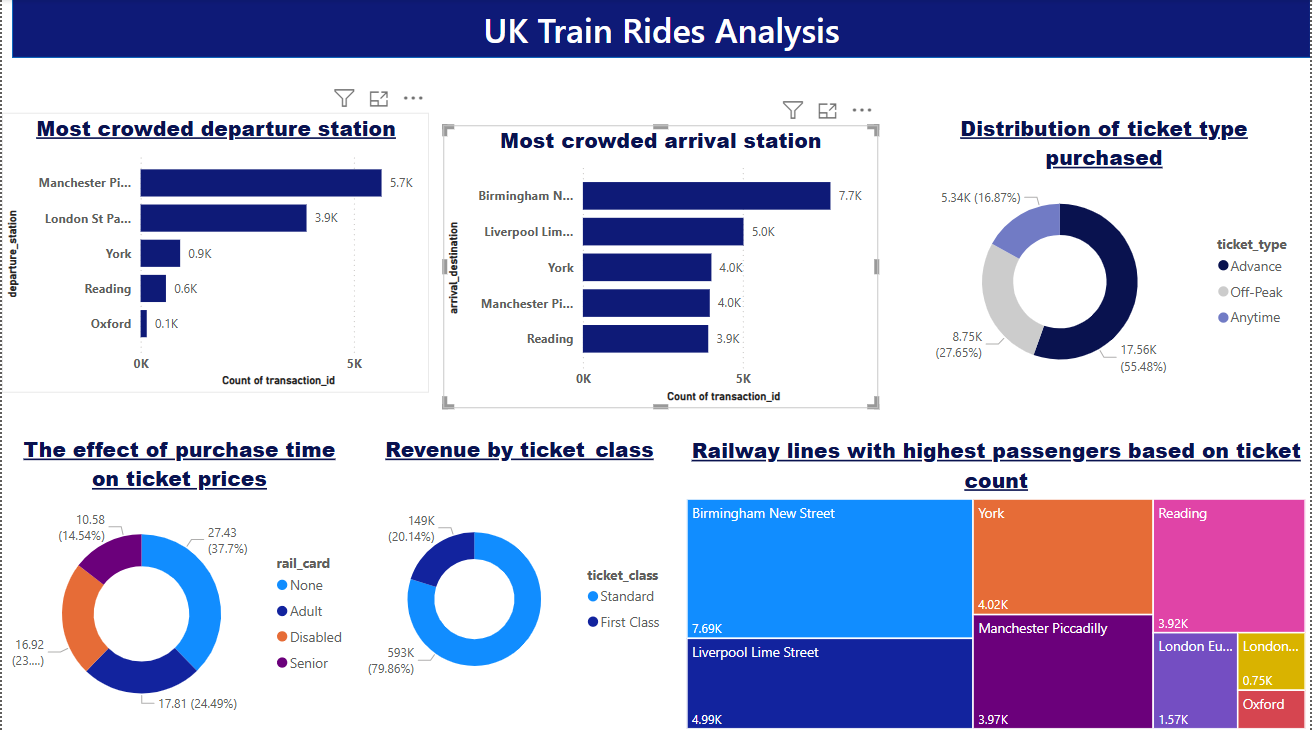 UK Train Rides Analysis
Most crowded departure station
departure_station
Manchester Pi...
5.7K
London St Pa...
3.9K
York
0.9K
Reading
0.6K
Oxford
0.1K
0K
5K
Count of transaction_id
Most crowded arrival station
arrival_destination
Birmingham N...
7.7K
Liverpool Lim...
5.0K
York
4.0K
Manchester Pi...
4.0K
Reading
3.9K
0K
5K
Count of transaction_id
Distribution of ticket type
purchased
5.34K (16.87%)
8.75K
(27.65%)
17.56K
(55.48%)
ticket_type
Advance
Off-Peak
Anytime
The effect of purchase time
on ticket prices
10.58
(14.54%)
27.43
(37.7%)
16.92
(23....)
17.81 (24.49%)
rail_card
None
Adult
Disabled
Senior
Revenue by ticket_class
149K
(20.14%)
593K
(79.86%)
ticket_class
Standard
First Class
Railway lines with highest passengers based on ticket
count
Birmingham New Street
7.69K
Liverpool Lime Street
4.99K
York
4.02K
Manchester Piccadilly
3.97K
Reading
3.92K
London Eu...
1.57K
London...
0.75K
Oxford